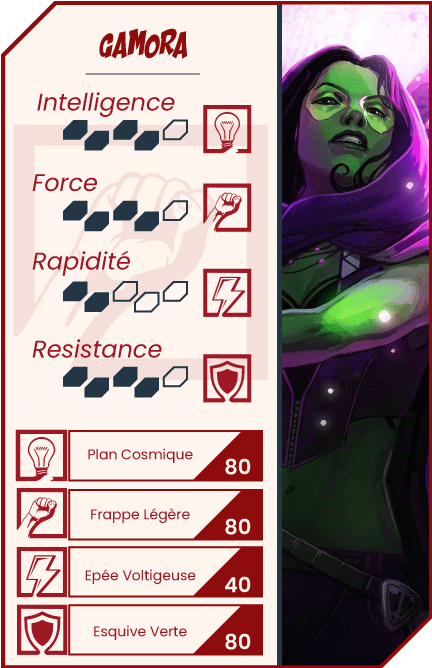 GAMORA
Intelligence
Force
Rapidité
Resistance
Plan Cosmique
80
Frappe Légère
80
Epée Voltigeuse
40
Esquive Verte
80